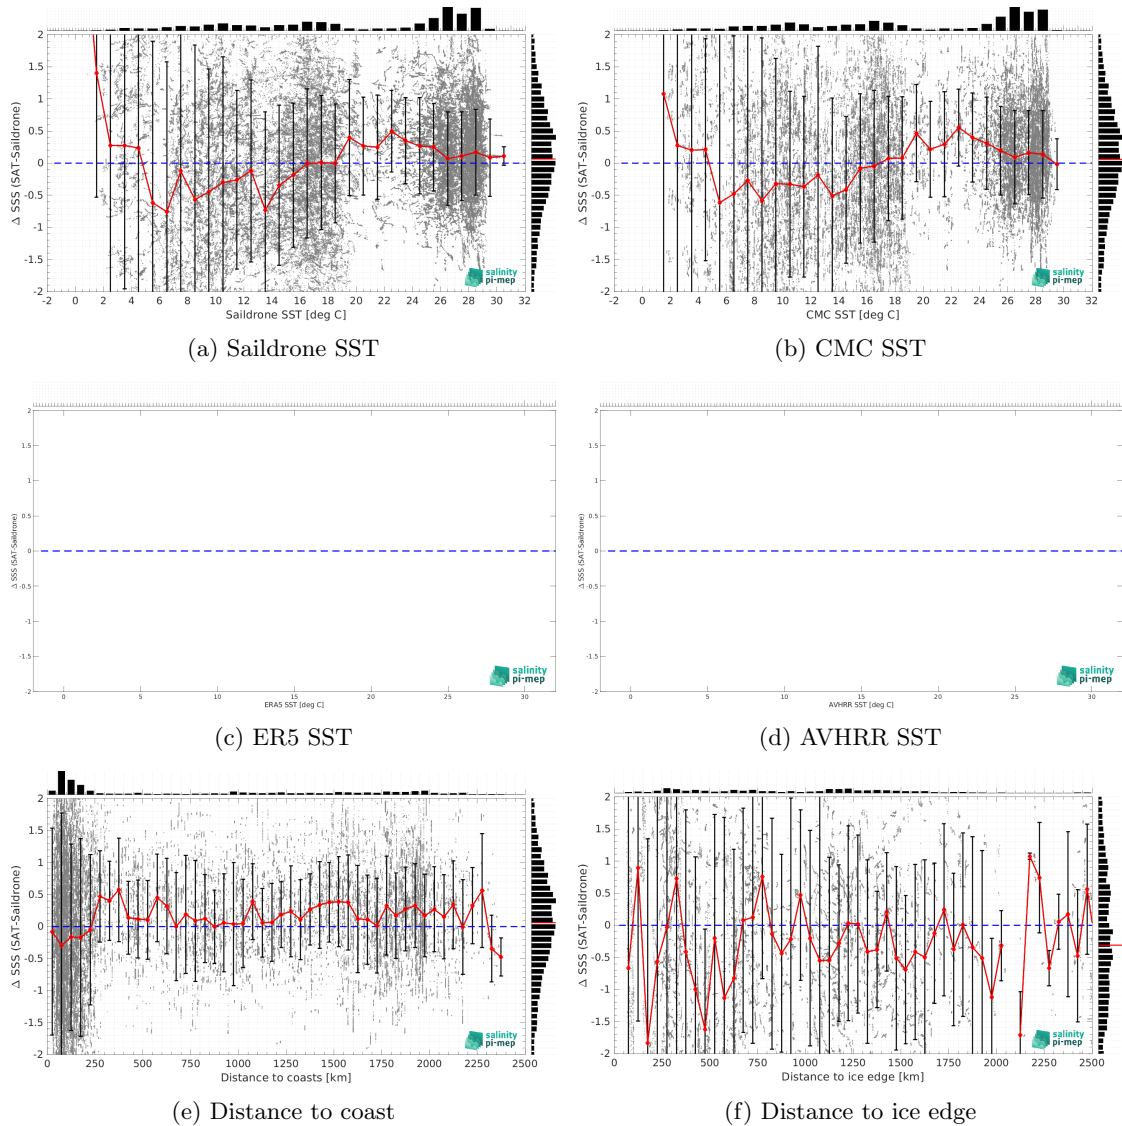 2
1.5
1
0.5
0
-0.5
-1
-1.5
-2
Δ SSS (SAT-Saildrone)
-2 0 2 4 6 8 10 12 14 16 18 20 22 24 26 28 30 32
Saildrone SST [deg C]
salinity
pi-mep
(a) Saildrone SST
2
1.5
1
0.5
0
-0.5
-1
-1.5
-2
Δ SSS (SAT-Saildrone)
-2 0 2 4 6 8 10 12 14 16 18 20 22 24 26 28 30 32
CMC SST [deg C]
salinity
pi-mep
(b) CMC SST
2
1.5
1
0.5
0
-0.5
-1
-1.5
-2
Δ SSS (SAT-Saildrone)
0 5 10 15 20 25 30
ERA5 SST [deg C]
salinity
pi-mep
(c) ER5 SST
2
1.5
1
0.5
0
-0.5
-1
-1.5
-2
Δ SSS (SAT-Saildrone)
0 5 10 15 20 25 30
AVHRR SST [deg C]
salinity
pi-mep
(d) AVHRR SST
2
1.5
1
0.5
0
-0.5
-1
-1.5
-2
Δ SSS (SAT-Saildrone)
0 250 500 750 1000 1250 1500 1750 2000 2250 2500
Distance to coasts [km]
salinity
pi-mep
(e) Distance to coast
2
1.5
1
0.5
0
-0.5
-1
-1.5
-2
Δ SSS (SAT-Saildrone)
0 250 500 750 1000 1250 1500 1750 2000 2250 2500
Distance to ice edge [km]
salinity
pi-mep
(f) Distance to ice edge